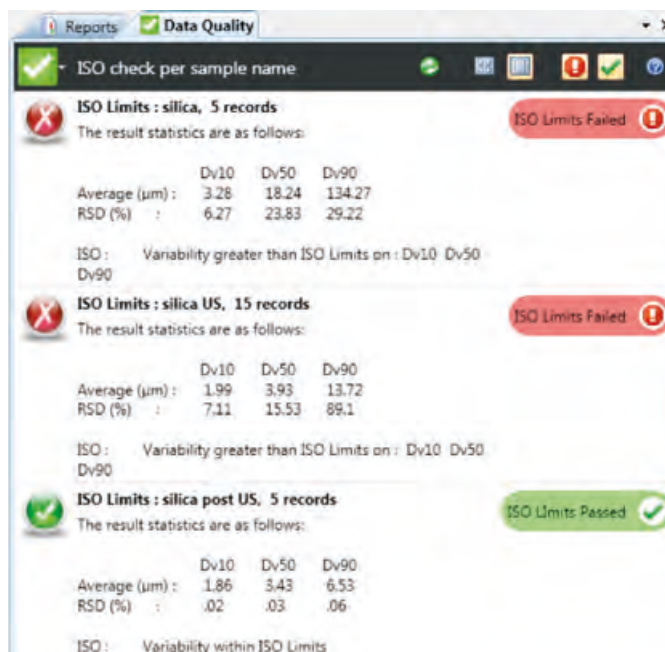 Reports Data Quality
ISO check per sample name
ISO Limits : silica, 5 records
ISO Limits Failed
The result statistics are as follows:
Dv10 Dv50 Dv90
Average (µm) : 3.28 18.24 134.27
RSD (%) : 6.27 23.83 29.22
ISO : Variability greater than ISO Limits on : Dv10 Dv50
Dv90
ISO Limits : silica US, 15 records
ISO Limits Failed
The result statistics are as follows:
Dv10 Dv50 Dv90
Average (µm) : 1.99 3.93 13.72
RSD (%) : 7.11 15.53 89.1
ISO : Variability greater than ISO Limits on : Dv10 Dv50
Dv90
ISO Limits : silica post US, 5 records
ISO Limits Passed
The result statistics are as follows:
Dv10 Dv50 Dv90
Average (µm) : 1.86 3.43 6.53
RSD (%) : .02 .03 .06
ISO : Variability within ISO Limits